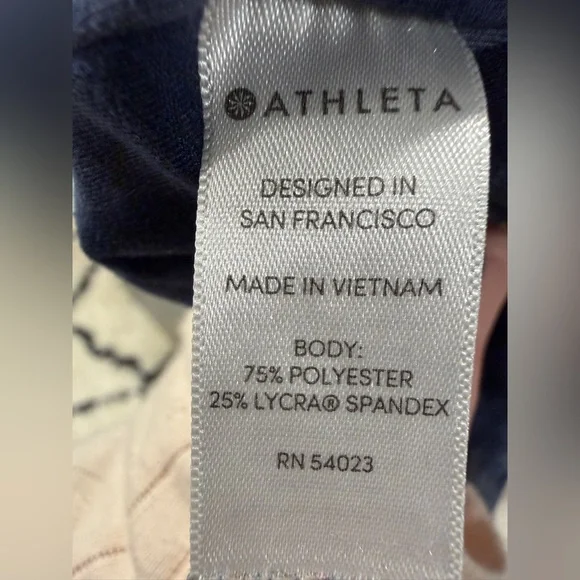 ATHLETA
DESIGNED IN
SAN FRANCISCO
MADE IN VIETNAM
BODY:
75% POLYESTER
25% LYCRA® SPANDEX
RN 54023